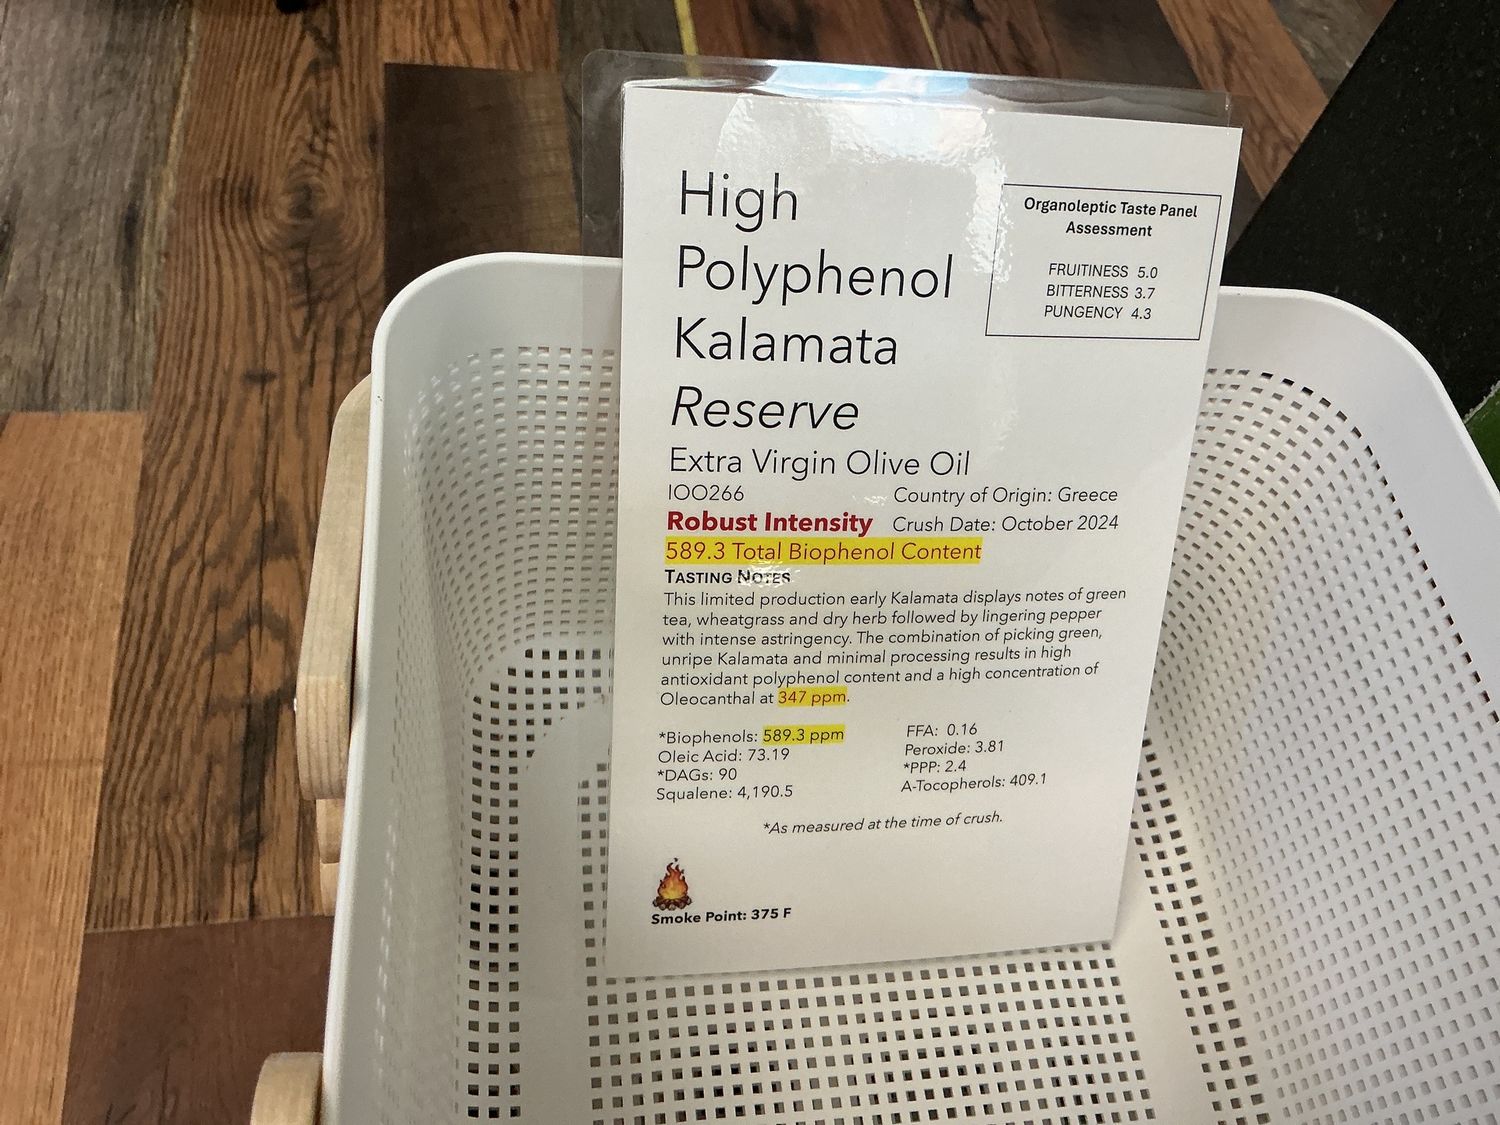 High
Polyphenol
Kalamata
Reserve
Extra Virgin Olive Oil
IOO266
Country of Origin: Greece
Robust Intensity
Crush Date: October 2024
589.3 Total Biophenol Content
Organoleptic Taste Panel
Assessment
FRUITINESS 5.0
BITTERNESS 3.7
PUNGENCY 4.3
TASTING NOTES
This limited production early Kalamata displays notes of green
tea, wheatgrass and dry herb followed by lingering pepper
with intense astringency. The combination of picking green,
unripe Kalamata and minimal processing results in high
antioxidant polyphenol content and a high concentration of
Oleocanthal at 347 ppm.
*Biophenols: 589.3 ppm
Oleic Acid: 73.19
*DAGs: 90
Squalene: 4,190.5
FFA: 0.16
Peroxide: 3.81
*PPP: 2.4
A-Tocopherols: 409.1
*As measured at the time of crush.
Smoke Point: 375 F